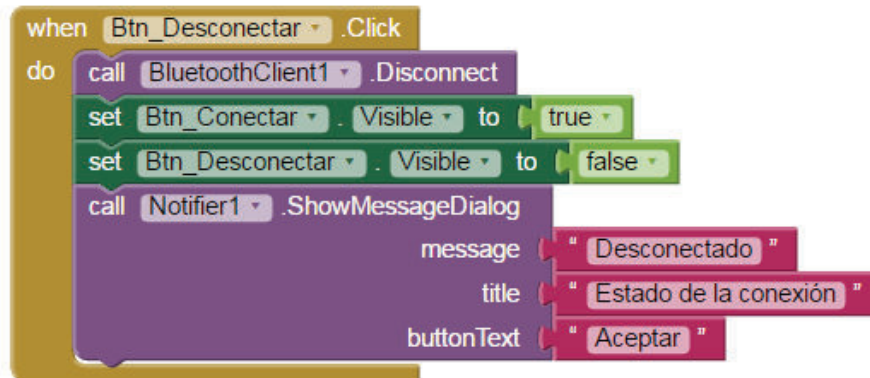 when Btn_Desconectar .Click
do call BluetoothClient1 .Disconnect
set Btn_Conectar . Visible to true
set Btn_Desconectar . Visible to false
call Notifier1 .ShowMessageDialog
message " Desconectado "
title " Estado de la conexión "
buttonText " Aceptar "